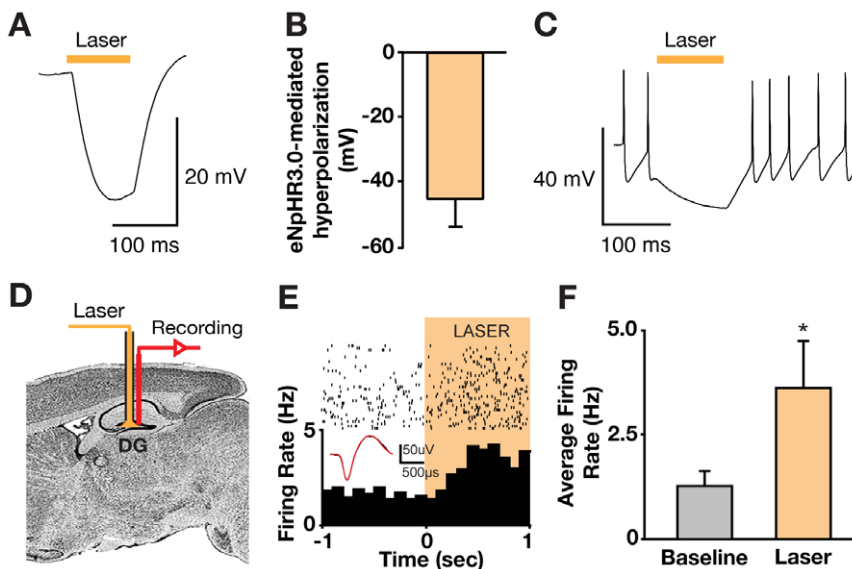 A
Laser
20 mV
100 ms
B
eNpHR3.0-mediated
hyperpolarization
(mV)
0
-20
-40
-60
C
Laser
40 mV
100 ms
D
Laser
Recording
DG
E
LASER
Firing Rate (Hz)
5
0
50uV
500µs
-1
0
1
Time (sec)
F
Average Firing
Rate (Hz)
5.0
2.5
0
*
Baseline
Laser